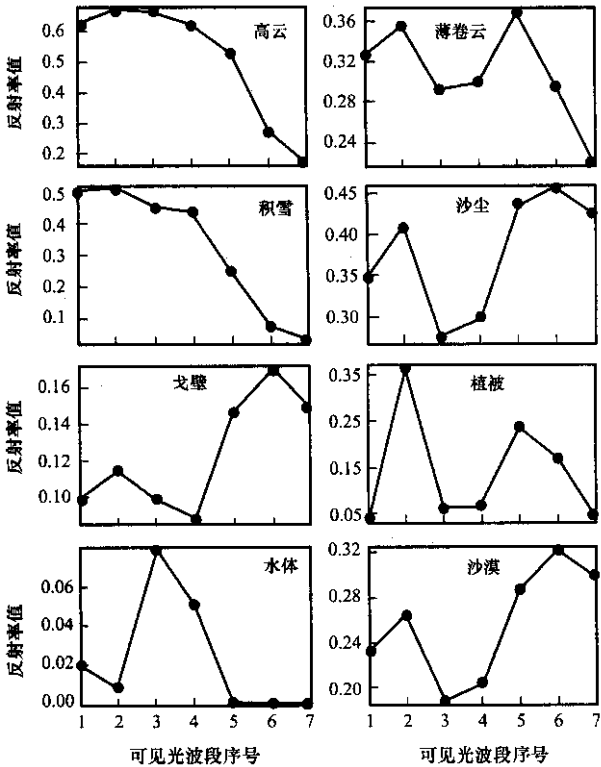 反射率值
0.6
0.5
0.4
0.3
0.2
高云
0.36
0.32
0.28
0.24
薄卷云
反射率值
0.5
0.4
0.3
0.2
0.1
积雪
0.45
0.40
0.35
0.30
沙尘
反射率值
0.16
0.14
0.12
0.10
戈壁
0.35
0.25
0.15
0.05
植被
反射率值
0.06
0.04
0.02
0.00
水体
1 2 3 4 5 6 7
可见光波段序号
0.32
0.28
0.24
0.20
沙漠
1 2 3 4 5 6 7
可见光波段序号